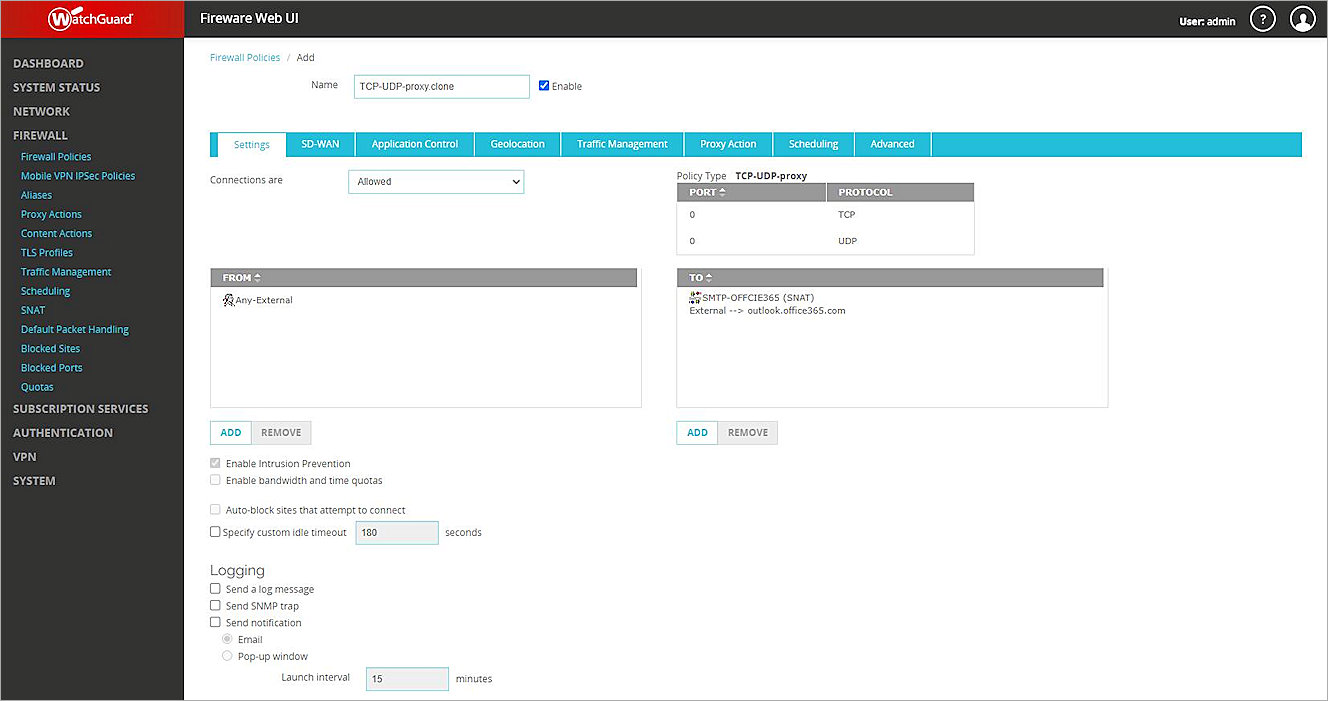 WatchGuard
Fireware Web UI
User: admin
?
DASHBOARD
SYSTEM STATUS
NETWORK
FIREWALL
Firewall Policies
Mobile VPN IPSec Policies
Aliases
Proxy Actions
Content Actions
TLS Profiles
Traffic Management
Scheduling
SNAT
Default Packet Handling
Blocked Sites
Blocked Ports
Quotas
SUBSCRIPTION SERVICES
AUTHENTICATION
VPN
SYSTEM
Firewall Policies / Add
Name TCP-UDP-proxy.clone Enable
Settings SD-WAN Application Control Geolocation Traffic Management Proxy Action Scheduling Advanced
Connections are Allowed
Policy Type TCP-UDP-proxy
PORT PROTOCOL
0 TCP
0 UDP
FROM
Any-External
TO
SMTP-OFFCIE365 (SNAT)
External --> outlook.office365.com
ADD REMOVE
ADD REMOVE
Enable Intrusion Prevention
Enable bandwidth and time quotas
Auto-block sites that attempt to connect
Specify custom idle timeout 180 seconds
Logging
Send a log message
Send SNMP trap
Send notification
Email
Pop-up window
Launch interval 15 minutes